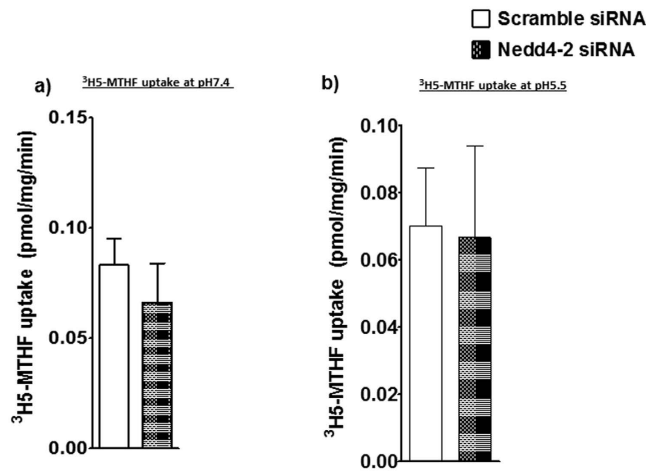 Scramble siRNA
Nedd4-2 siRNA
a)
³H5-MTHF uptake at pH7.4
³H5-MTHF uptake (pmol/mg/min)
0.15
0.10
0.05
0.00
b)
³H5-MTHF uptake at pH5.5
³H5-MTHF uptake (pmol/mg/min)
0.10
0.08
0.06
0.04
0.02
0.00